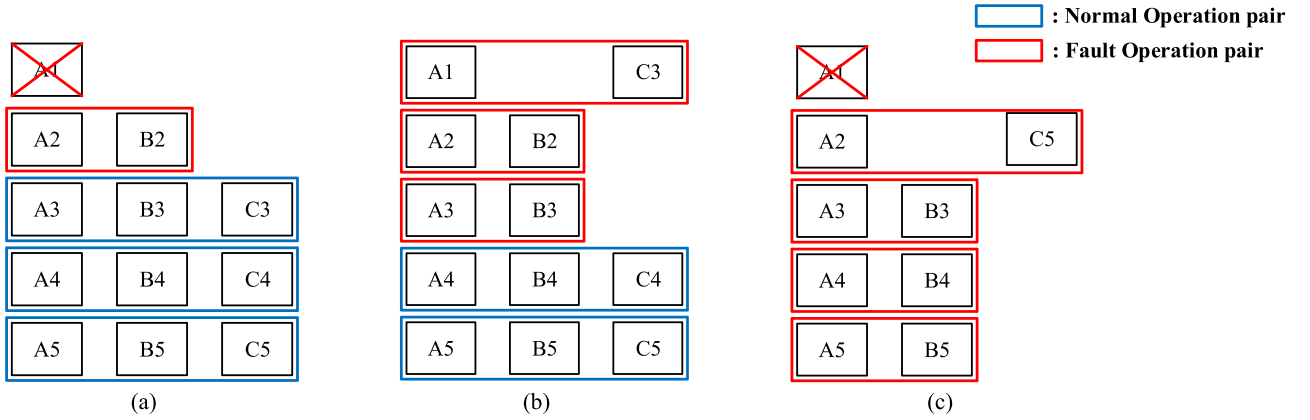 : Normal Operation pair
: Fault Operation pair
A1
A2 B2
A3 B3 C3
A4 B4 C4
A5 B5 C5
(a)
A1 C3
A2 B2
A3 B3
A4 B4 C4
A5 B5 C5
(b)
A1
A2 C5
A3 B3
A4 B4
A5 B5
(c)